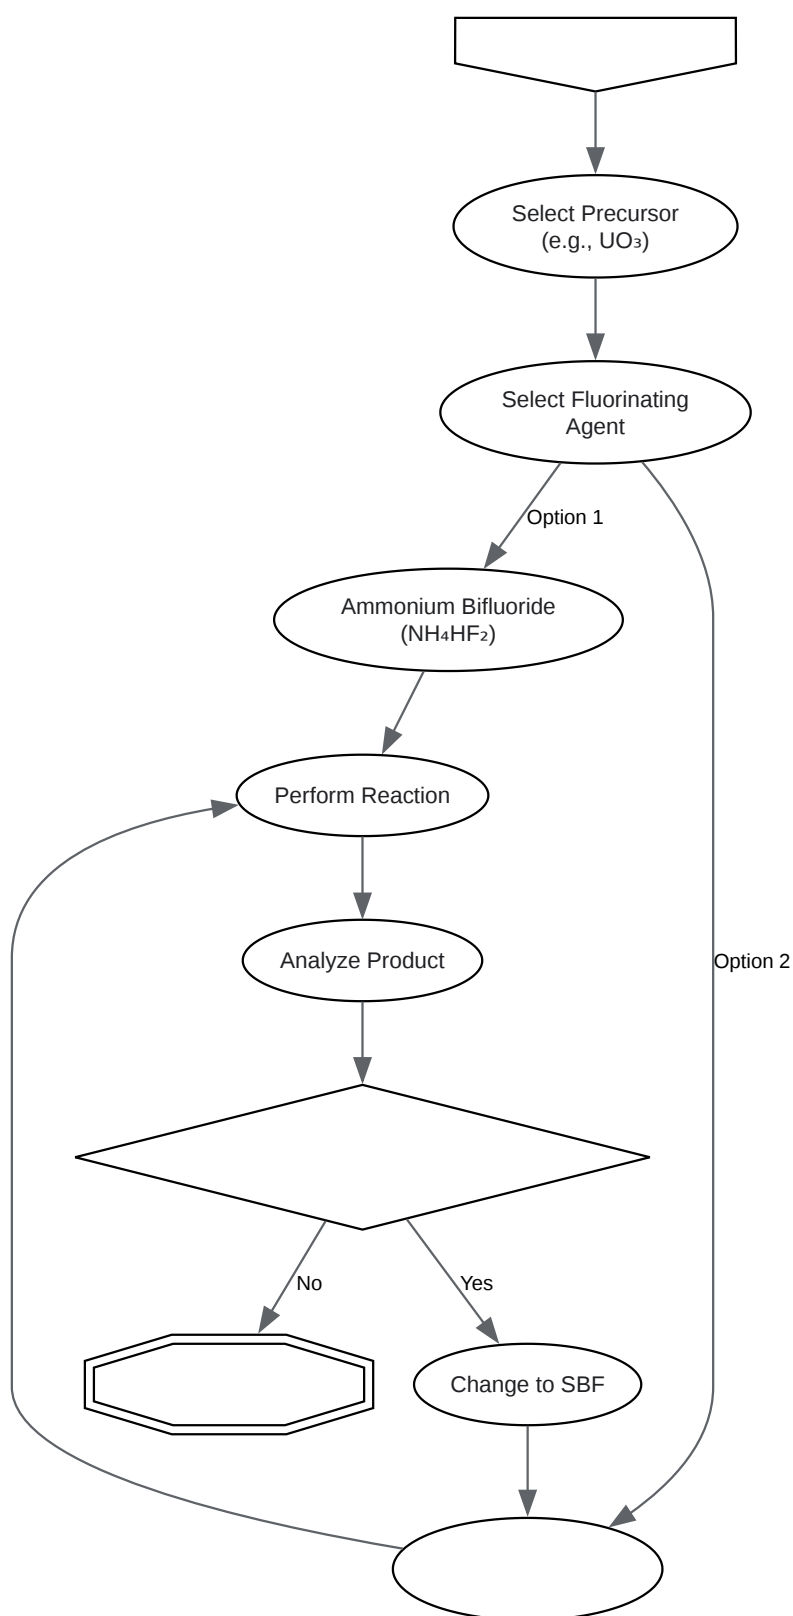 Select Precursor
(e.g., UO₃)
Select Fluorinating
Agent
Option 1
Ammonium Bifluoride
(NH₄HF₂)
Perform Reaction
Analyze Product
Option 2
No
Yes
Change to SBF